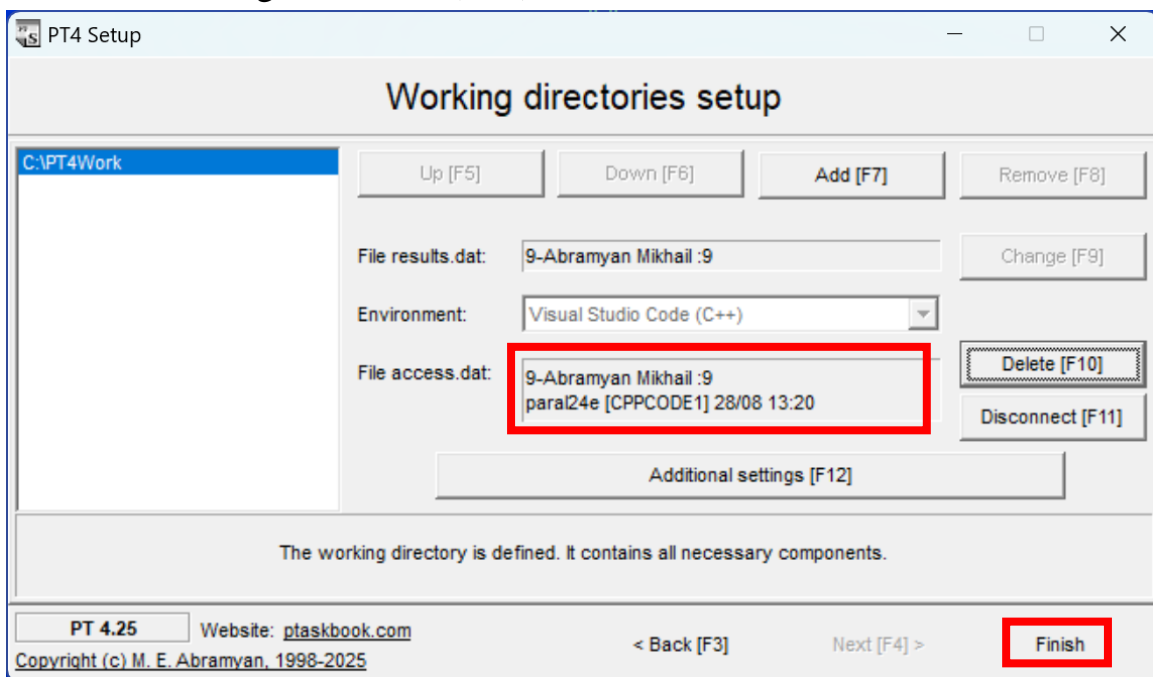 PT4 Setup
Working directories setup
C:\PT4Work
Up [F5]
Down [F6]
Add [F7]
Remove [F8]
File results.dat:
9-Abramyan Mikhail :9
Change [F9]
Environment:
Visual Studio Code (C++)
File access.dat:
9-Abramyan Mikhail :9
paral24e [CPPCODE1] 28/08 13:20
Delete [F10]
Disconnect [F11]
Additional settings [F12]
The working directory is defined. It contains all necessary components.
PT 4.25
Website: ptaskbook.com
Copyright (c) M. E. Abramyan, 1998-2025
< Back [F3]
Next [F4] >
Finish